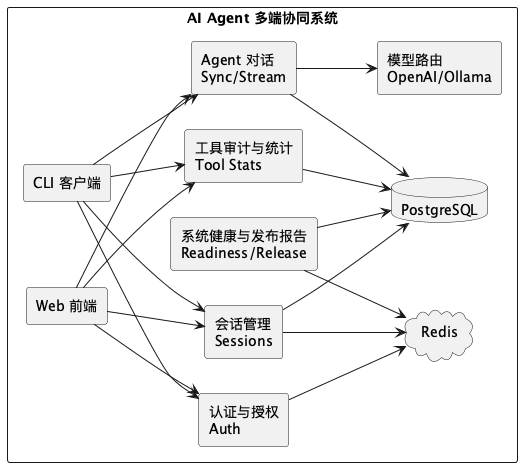 AI Agent 多端协同系统
Agent 对话
Sync/Stream
模型路由
OpenAI/Ollama
工具审计与统计
Tool Stats
CLI 客户端
PostgreSQL
系统健康与发布报告
Readiness/Release
Web 前端
会话管理
Sessions
Redis
认证与授权
Auth